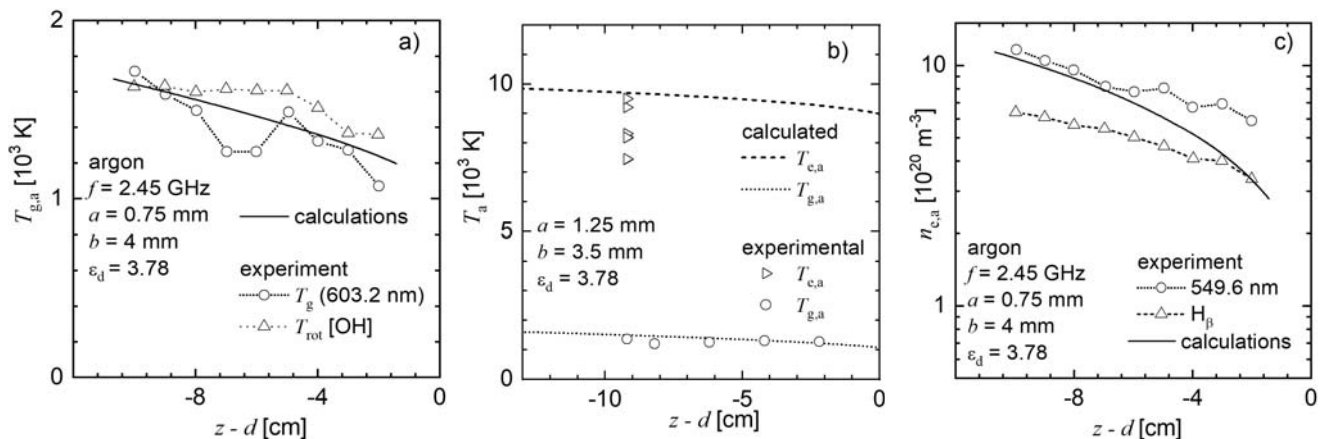 a)
2
1
0
T_g,a [10^3 K]
argon
f = 2.45 GHz
a = 0.75 mm
b = 4 mm
ε_d = 3.78
calculations
experiment
T_g (603.2 nm)
T_rot [OH]
-8
-4
z - d [cm]
b)
15
10
5
0
T_a [10^3 K]
calculated
T_e,a
T_g,a
a = 1.25 mm
b = 3.5 mm
ε_d = 3.78
experimental
T_e,a
T_g,a
-10
-5
0
z - d [cm]
c)
10
1
n_e,a [10^20 m^-3]
argon
f = 2.45 GHz
a = 0.75 mm
b = 4 mm
ε_d = 3.78
experiment
549.6 nm
H_β
calculations
-8
-4
0
z - d [cm]